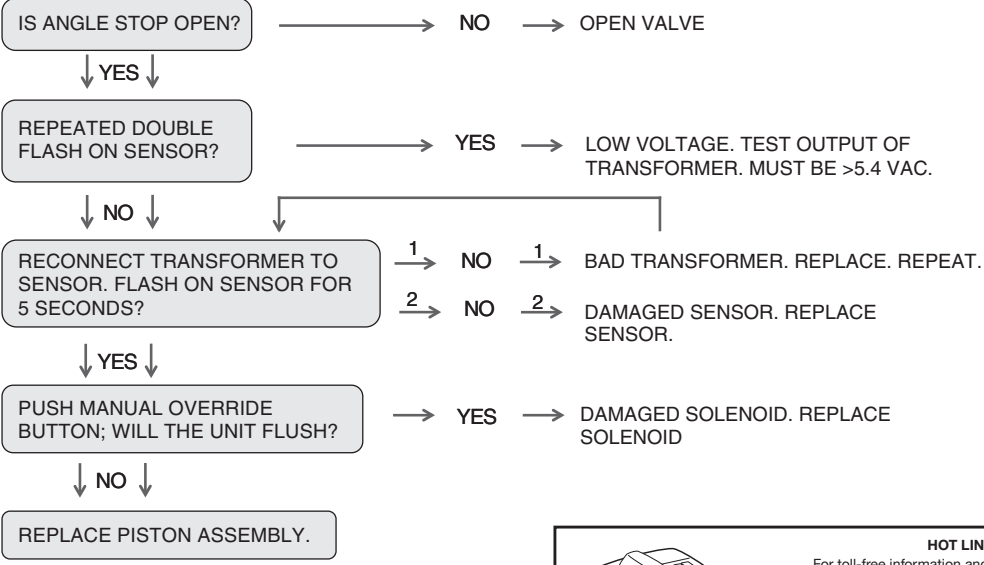 IS ANGLE STOP OPEN?
NO
OPEN VALVE
YES
REPEATED DOUBLE
FLASH ON SENSOR?
YES
LOW VOLTAGE. TEST OUTPUT OF
TRANSFORMER. MUST BE >5.4 VAC.
NO
RECONNECT TRANSFORMER TO
SENSOR. FLASH ON SENSOR FOR
5 SECONDS?
1
NO
1
BAD TRANSFORMER. REPLACE. REPEAT.
2
NO
2
DAMAGED SENSOR. REPLACE
SENSOR.
YES
PUSH MANUAL OVERRIDE
BUTTON; WILL THE UNIT FLUSH?
YES
DAMAGED SOLENOID. REPLACE
SOLENOID
NO
REPLACE PISTON ASSEMBLY.
HOT LIN
For toll-free information and